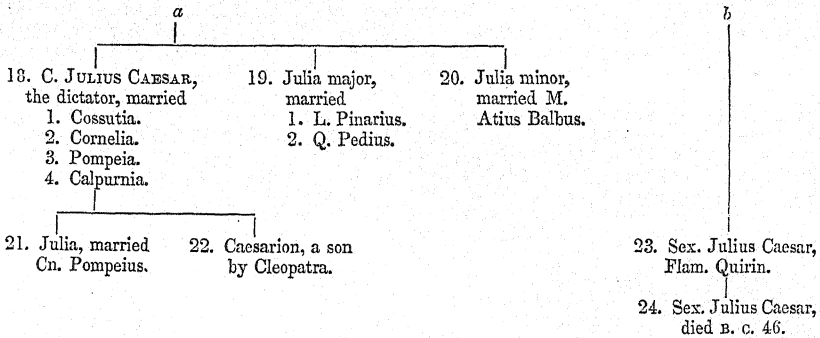 a
b
18. C. JULIUS CAESAR,
the dictator, married
1. Cossutia.
2. Cornelia.
3. Pompeia.
4. Calpurnia.
19. Julia major,
married
1. L. Pinarius.
2. Q. Pedius.
20. Julia minor,
married M.
Atius Balbus.
21. Julia, married
Cn. Pompeius.
22. Caesarion, a son
by Cleopatra.
23. Sex. Julius Caesar,
Flam. Quirin.
24. Sex. Julius Caesar,
died B. C. 46.